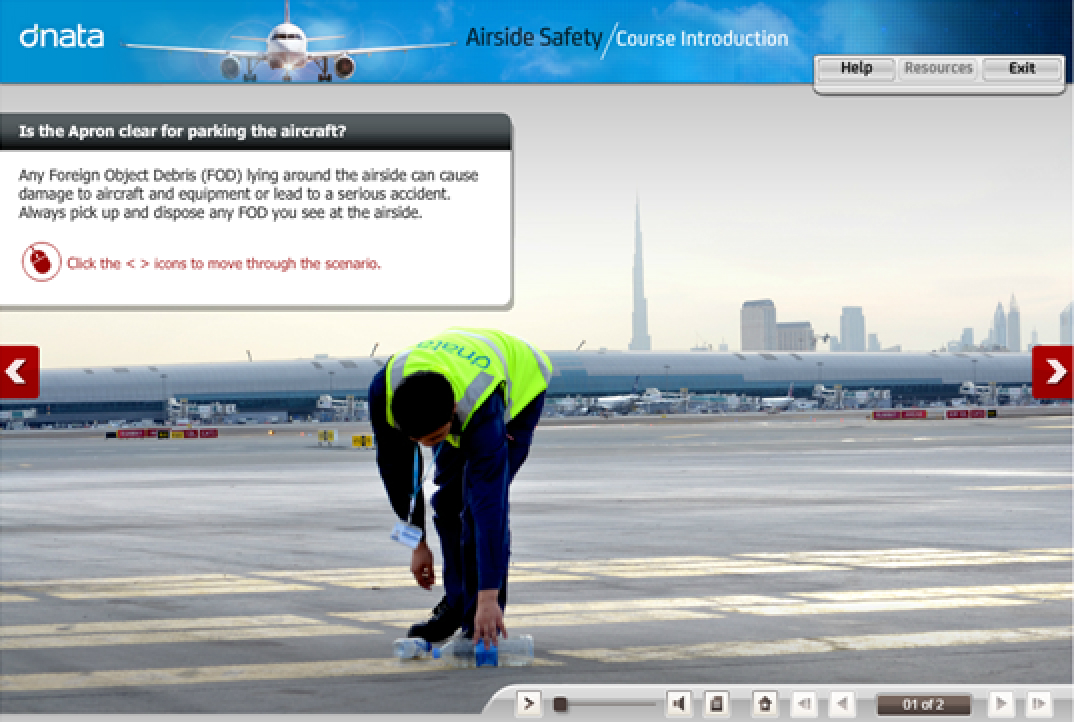 dnata
Airside Safety/Course Introduction
Help
Resources
Exit
Is the Apron clear for parking the aircraft?
Any Foreign Object Debris (FOD) lying around the airside can cause
damage to aircraft and equipment or lead to a serious accident.
Always pick up and dispose any FOD you see at the airside.
Click the < > icons to move through the scenario.
dnata
01 of 2